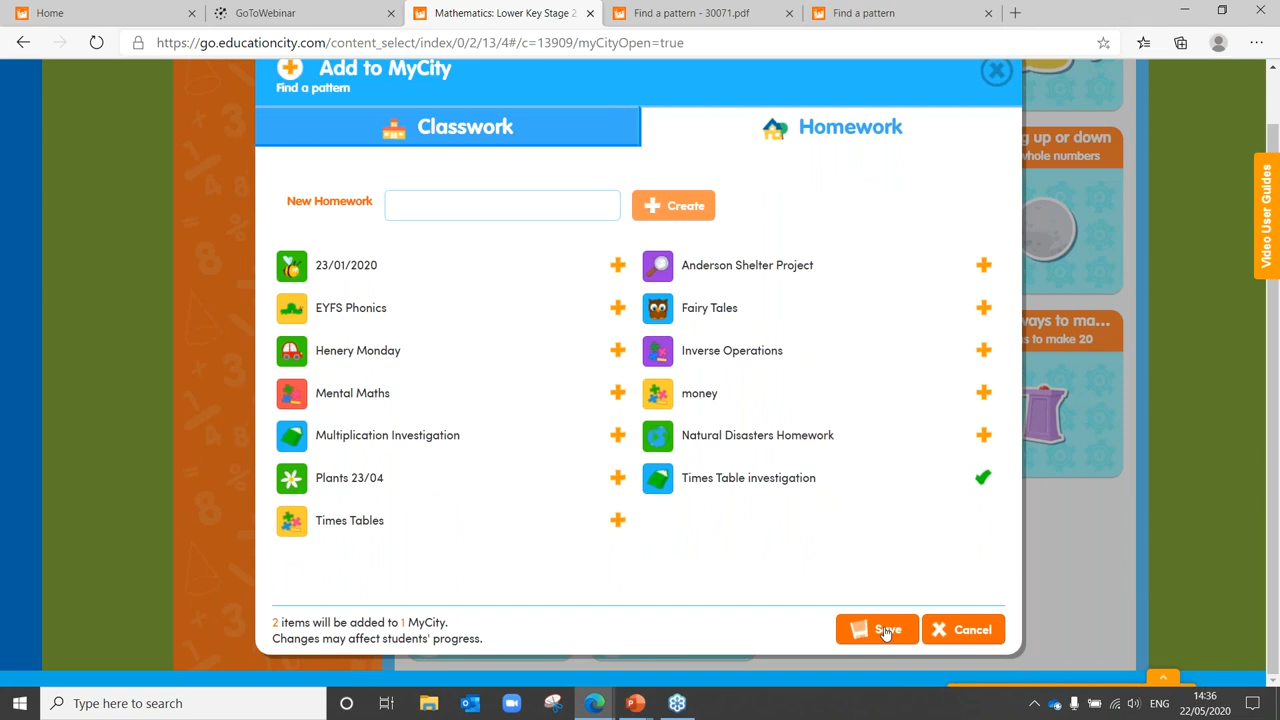 Home
GoToWebinar
Mathematics: Lower Key Stage 2
Find a pattern - 30071.pdf
Find a pattern
https://go.educationcity.com/content_select/index/0/2/13/4#/c=13909/myCityOpen=true
Add to MyCity
Find a pattern
Classwork
Homework
g up or down
whole numbers
Video User Guides
New Homework
Create
23/01/2020
Anderson Shelter Project
EYFS Phonics
Fairy Tales
ways to ma...
s to make 20
Henery Monday
Inverse Operations
Mental Maths
money
Multiplication Investigation
Natural Disasters Homework
Plants 23/04
Times Table investigation
Times Tables
2 items will be added to 1 MyCity.
Changes may affect students' progress.
Save
Cancel
Type here to search
ENG
14:36
22/05/2020